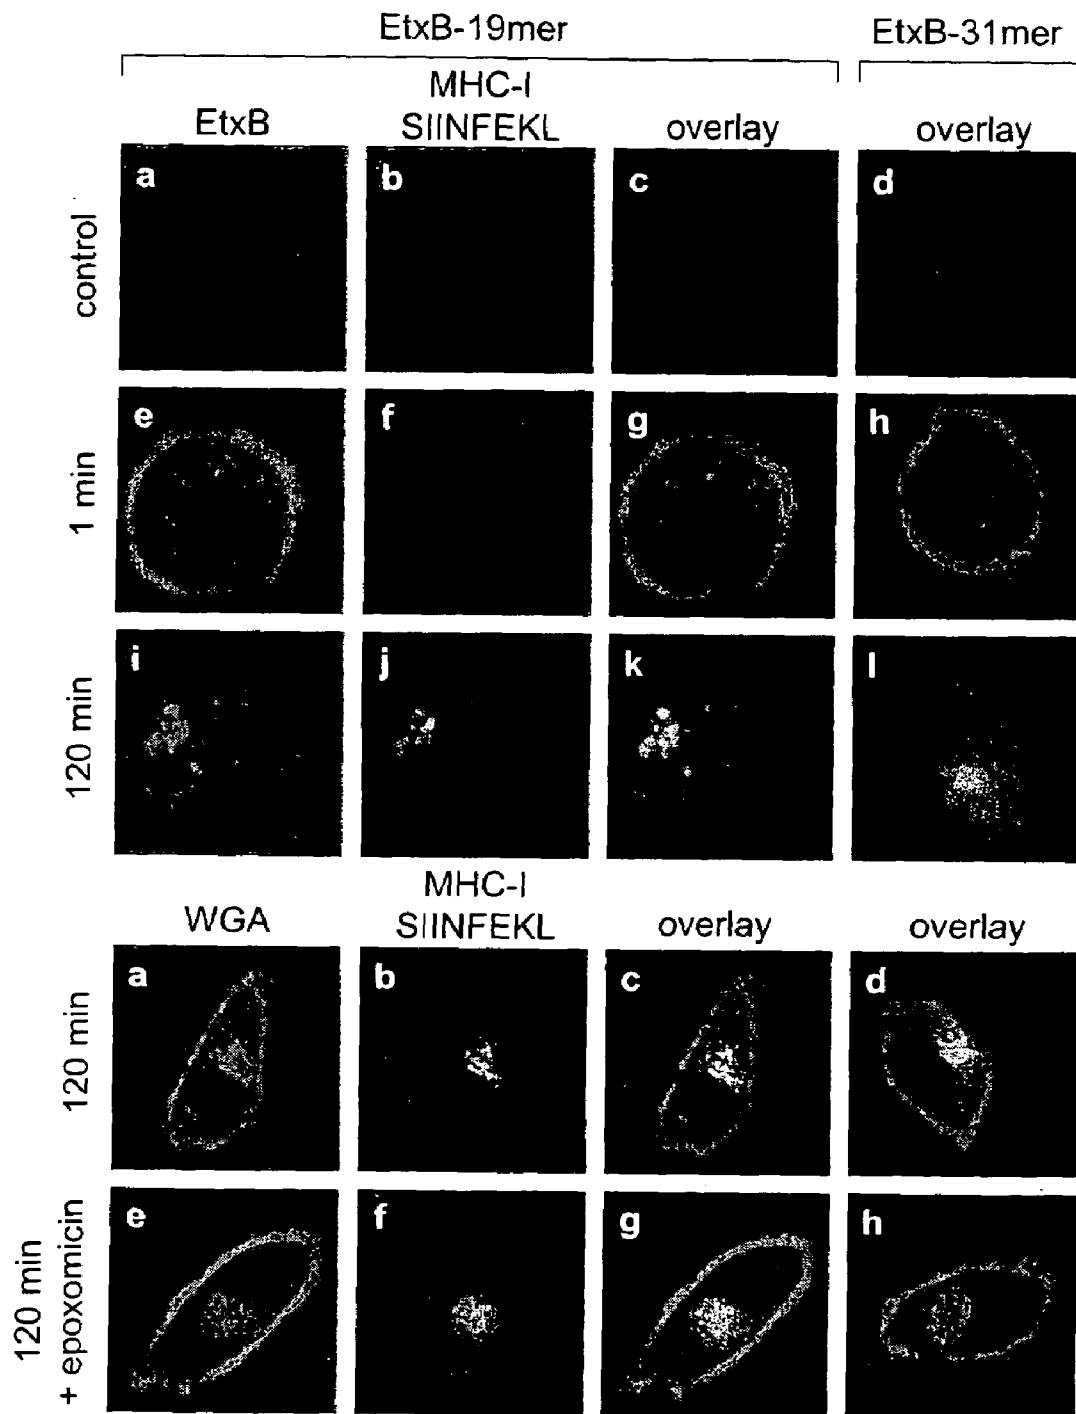 EtxB-19mer EtxB-31mer
MHC-I
EtxB SIINFEKL overlay overlay
control a b c d
1 min e f g h
120 min i j k l
MHC-I
WGA SIINFEKL overlay overlay
120 min a b c d
120 min e f g h
+ epoxomicin